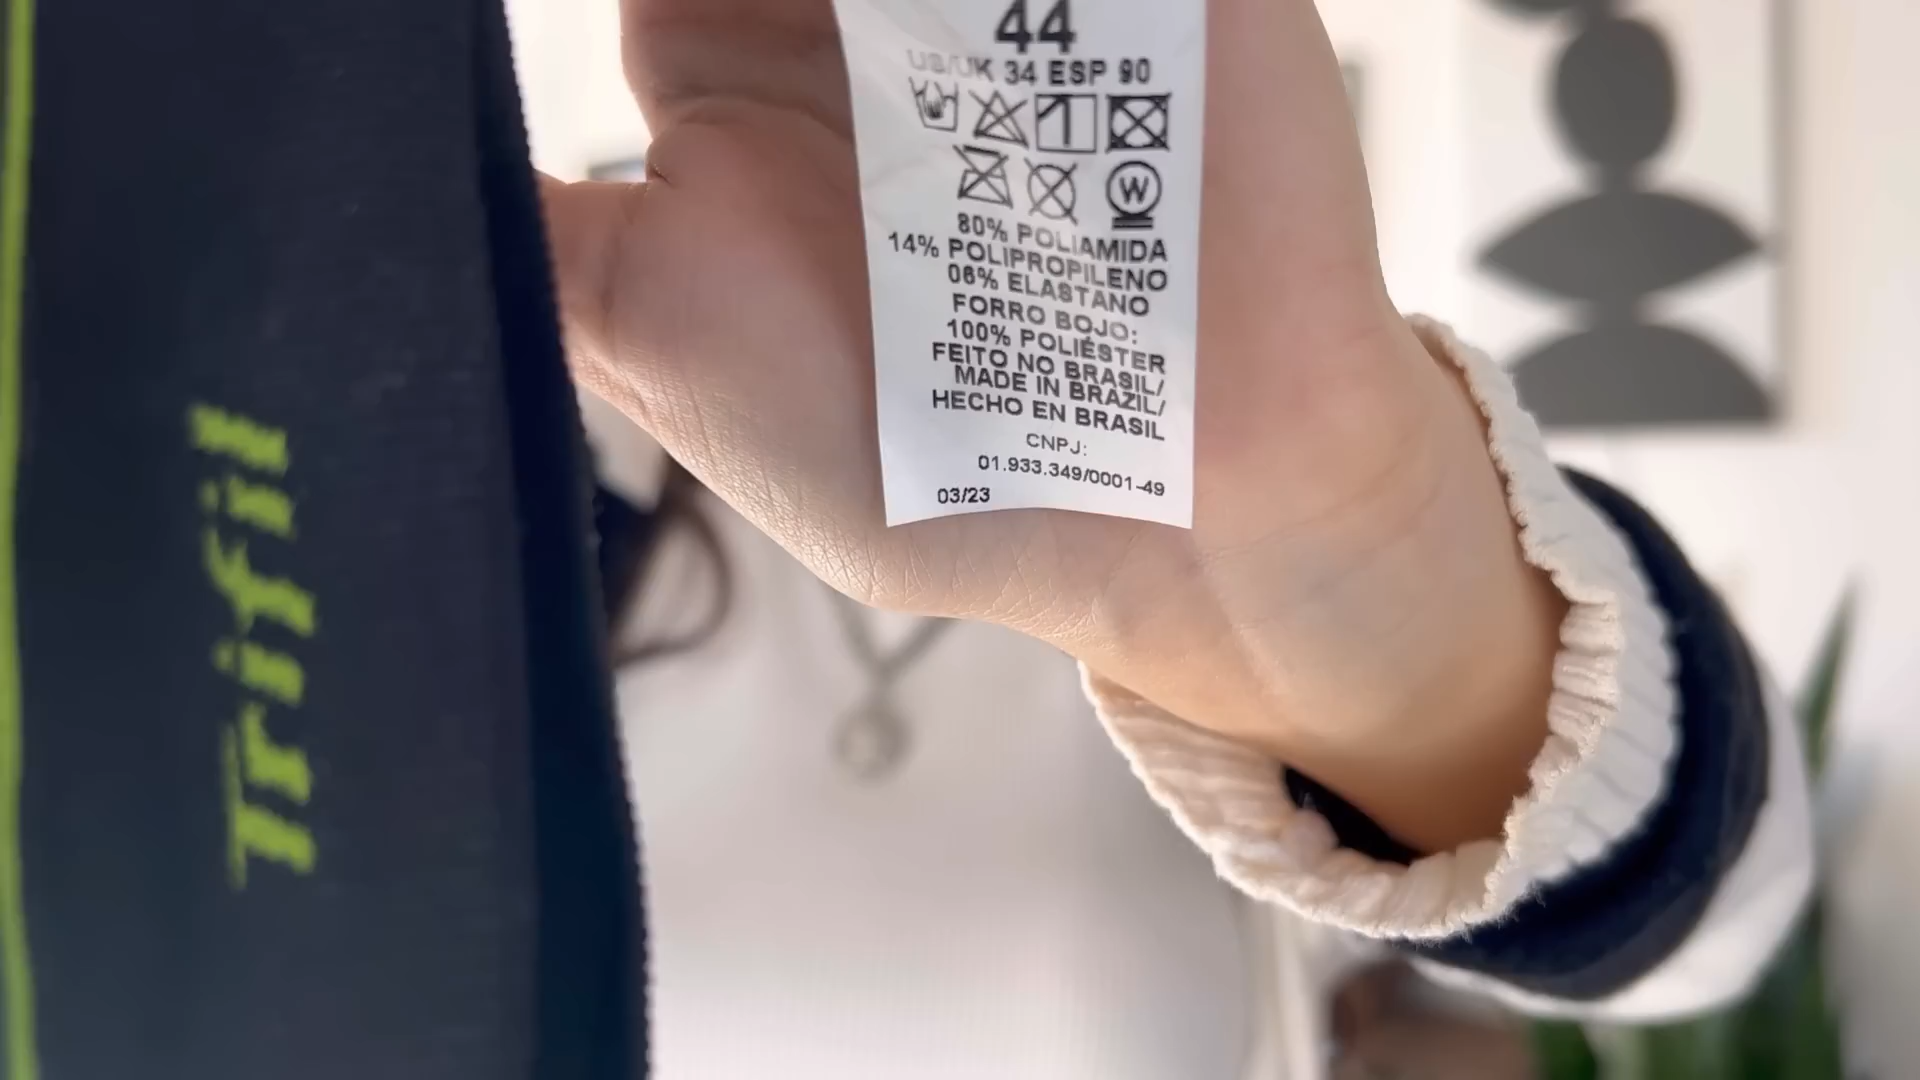 44
US/UK 34 ESP 90
W
80% POLIAMIDA
14% POLIPROPILENO
06% ELASTANO
FORRO BOJO:
100% POLIÉSTER
FEITO NO BRASIL/
MADE IN BRAZIL/
HECHO EN BRASIL
CNPJ:
01.933.349/0001-49
03/23
Trifil